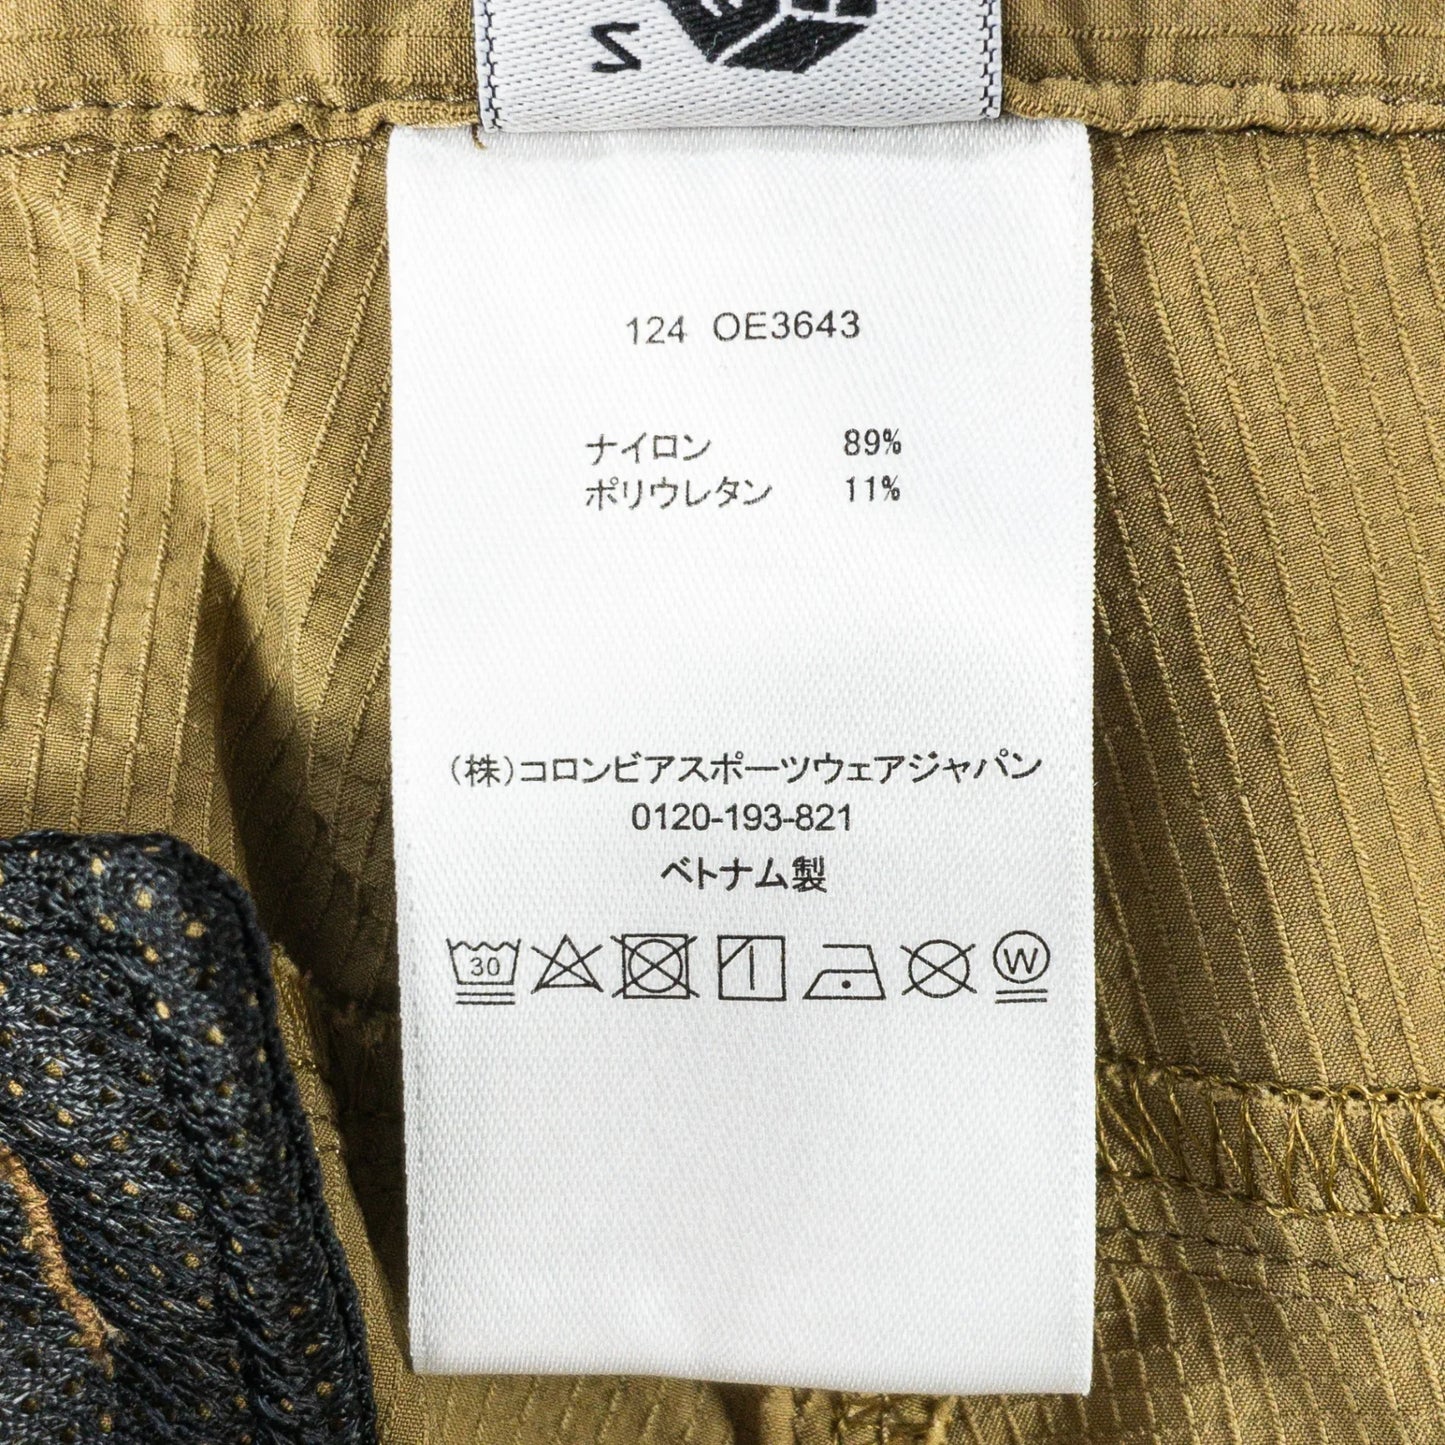 Z
124 OE3643
ナイロン 89%
ポリウレタン 11%
(株)コロンビアスポーツウェアジャパン
0120-193-821
ベトナム製
30
W